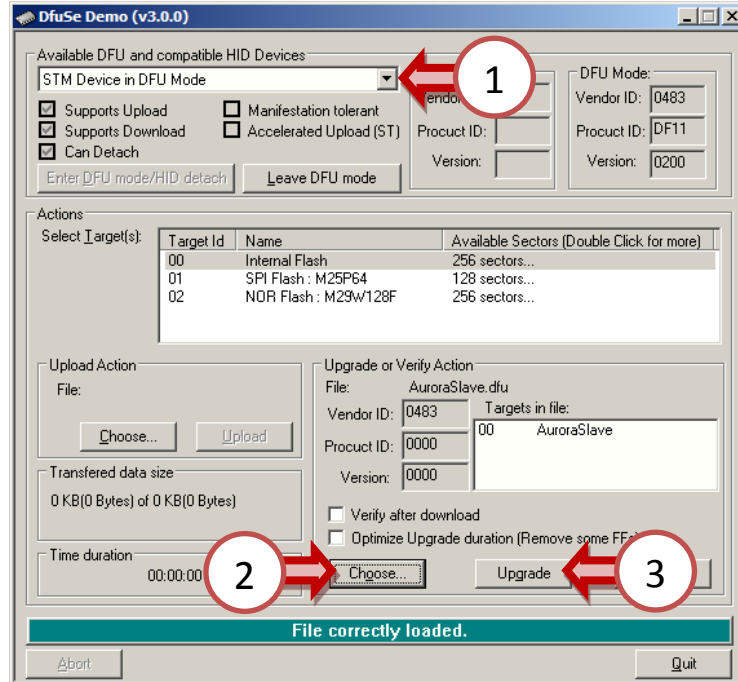 DfuSe Demo (v3.0.0)
Available DFU and compatible HID Devices
STM Device in DFU Mode
1
Supports Upload
Manifestation tolerant
Supports Download
Accelerated Upload (ST)
Can Detach
Enter DFU mode/HID detach
Leave DFU mode
Procuct ID:
Version:
DFU Mode:
Vendor ID: 0483
Procuct ID: DF11
Version: 0200
Actions
Select Target(s):
Target Id Name Available Sectors (Double Click for more)
00 Internal Flash 256 sectors...
01 SPI Flash : M25P64 128 sectors...
02 NOR Flash : M29W128F 256 sectors...
Upload Action
File:
Choose... Upload
Transfered data size
0 KB(0 Bytes) of 0 KB(0 Bytes)
Time duration
00:00:00
2
Upgrade or Verify Action
File: AuroraSlave.dfu
Vendor ID: 0483
Procuct ID: 0000
Version: 0000
Targets in file:
00 AuroraSlave
Verify after download
Optimize Upgrade duration (Remove some FFs)
Choose... Upgrade
3
File correctly loaded.
Abort Quit